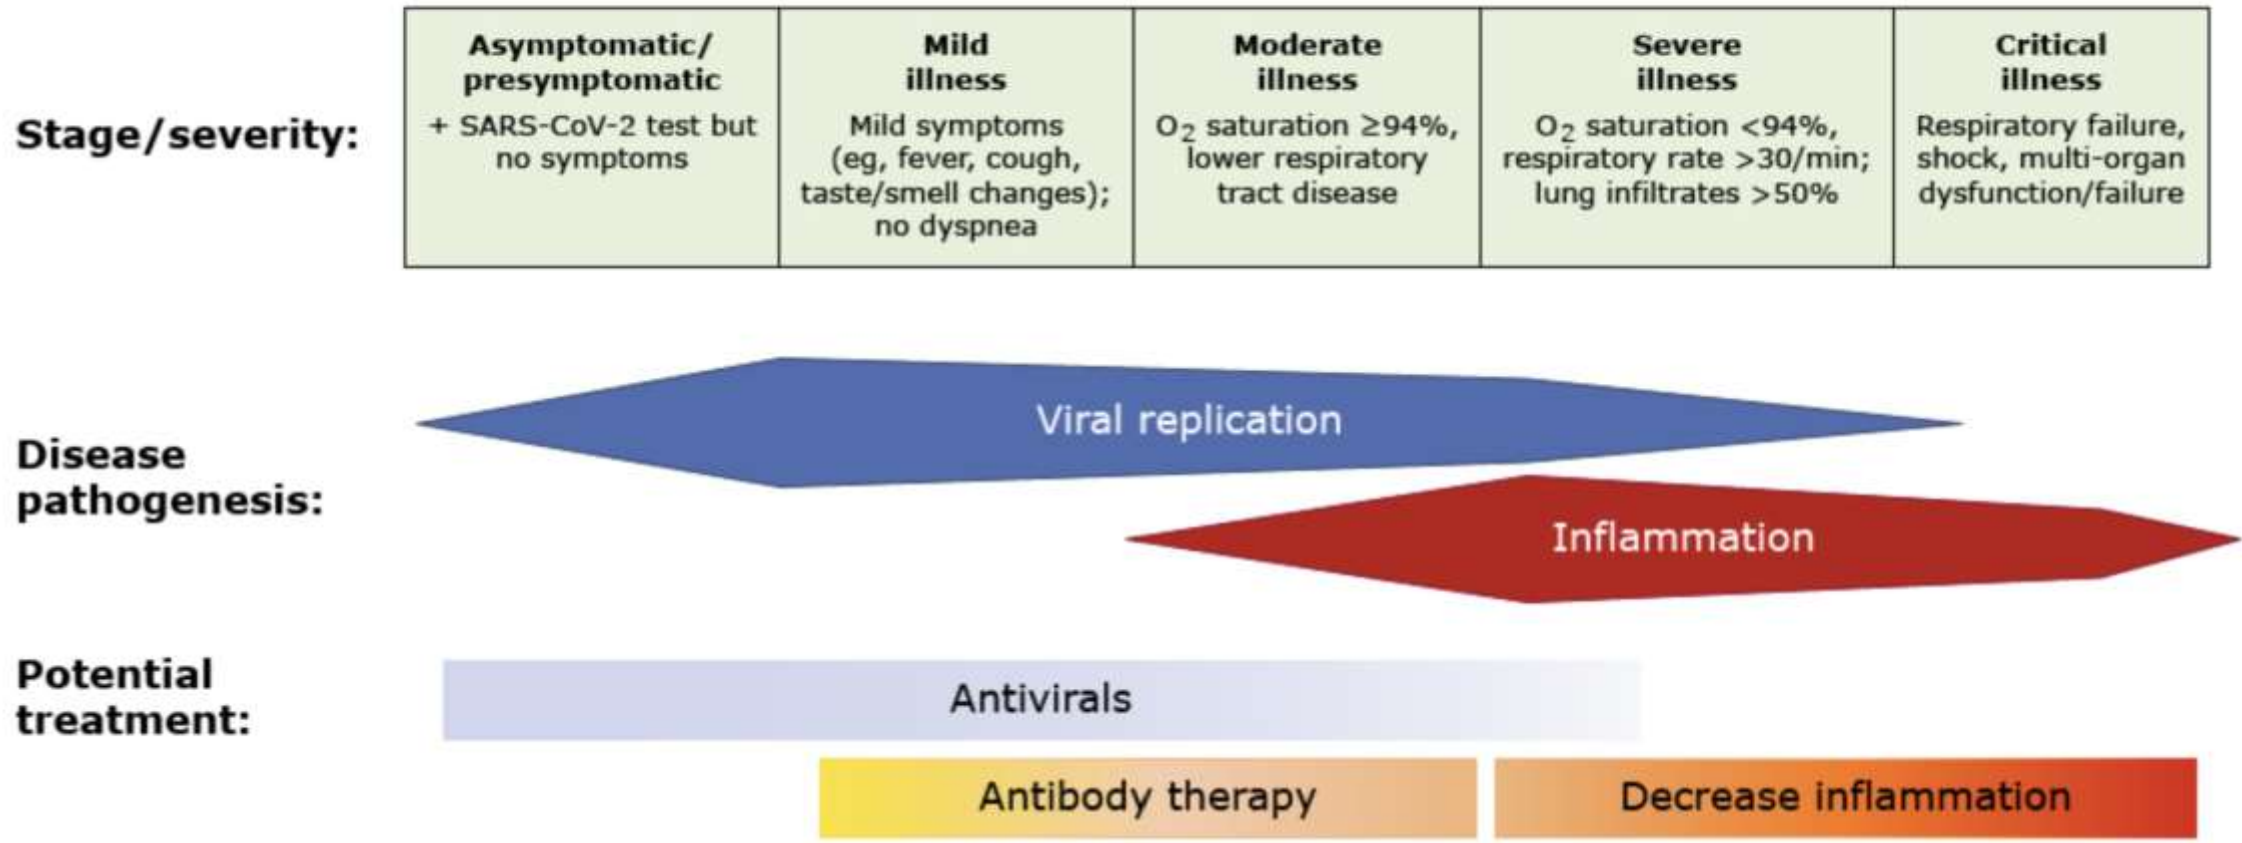 Stage/severity:
Asymptomatic/
presymptomatic
+ SARS-CoV-2 test but
no symptoms
Mild
illness
Mild symptoms
(eg, fever, cough,
taste/smell changes);
no dyspnea
Moderate
illness
O₂ saturation ≥94%,
lower respiratory
tract disease
Severe
illness
O₂ saturation <94%,
respiratory rate >30/min;
lung infiltrates >50%
Critical
illness
Respiratory failure,
shock, multi-organ
dysfunction/failure
Disease
pathogenesis:
Viral replication
Inflammation
Potential
treatment:
Antivirals
Antibody therapy
Decrease inflammation